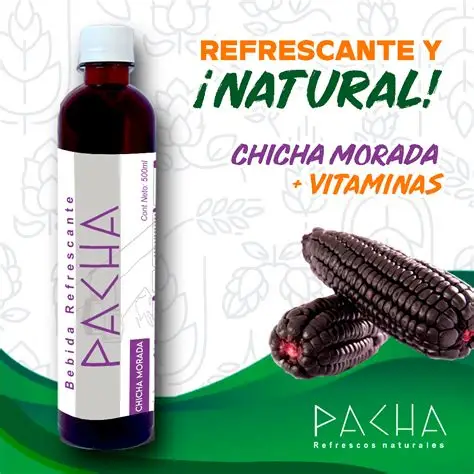 REFRESCANTE Y
¡NATURAL!
CHICHA MORADA
+ VITAMINAS
Bebida Refrescante
PACHA
Cont Neto: 500ml
CHICHA MORADA
PACHA
Refrescos naturales